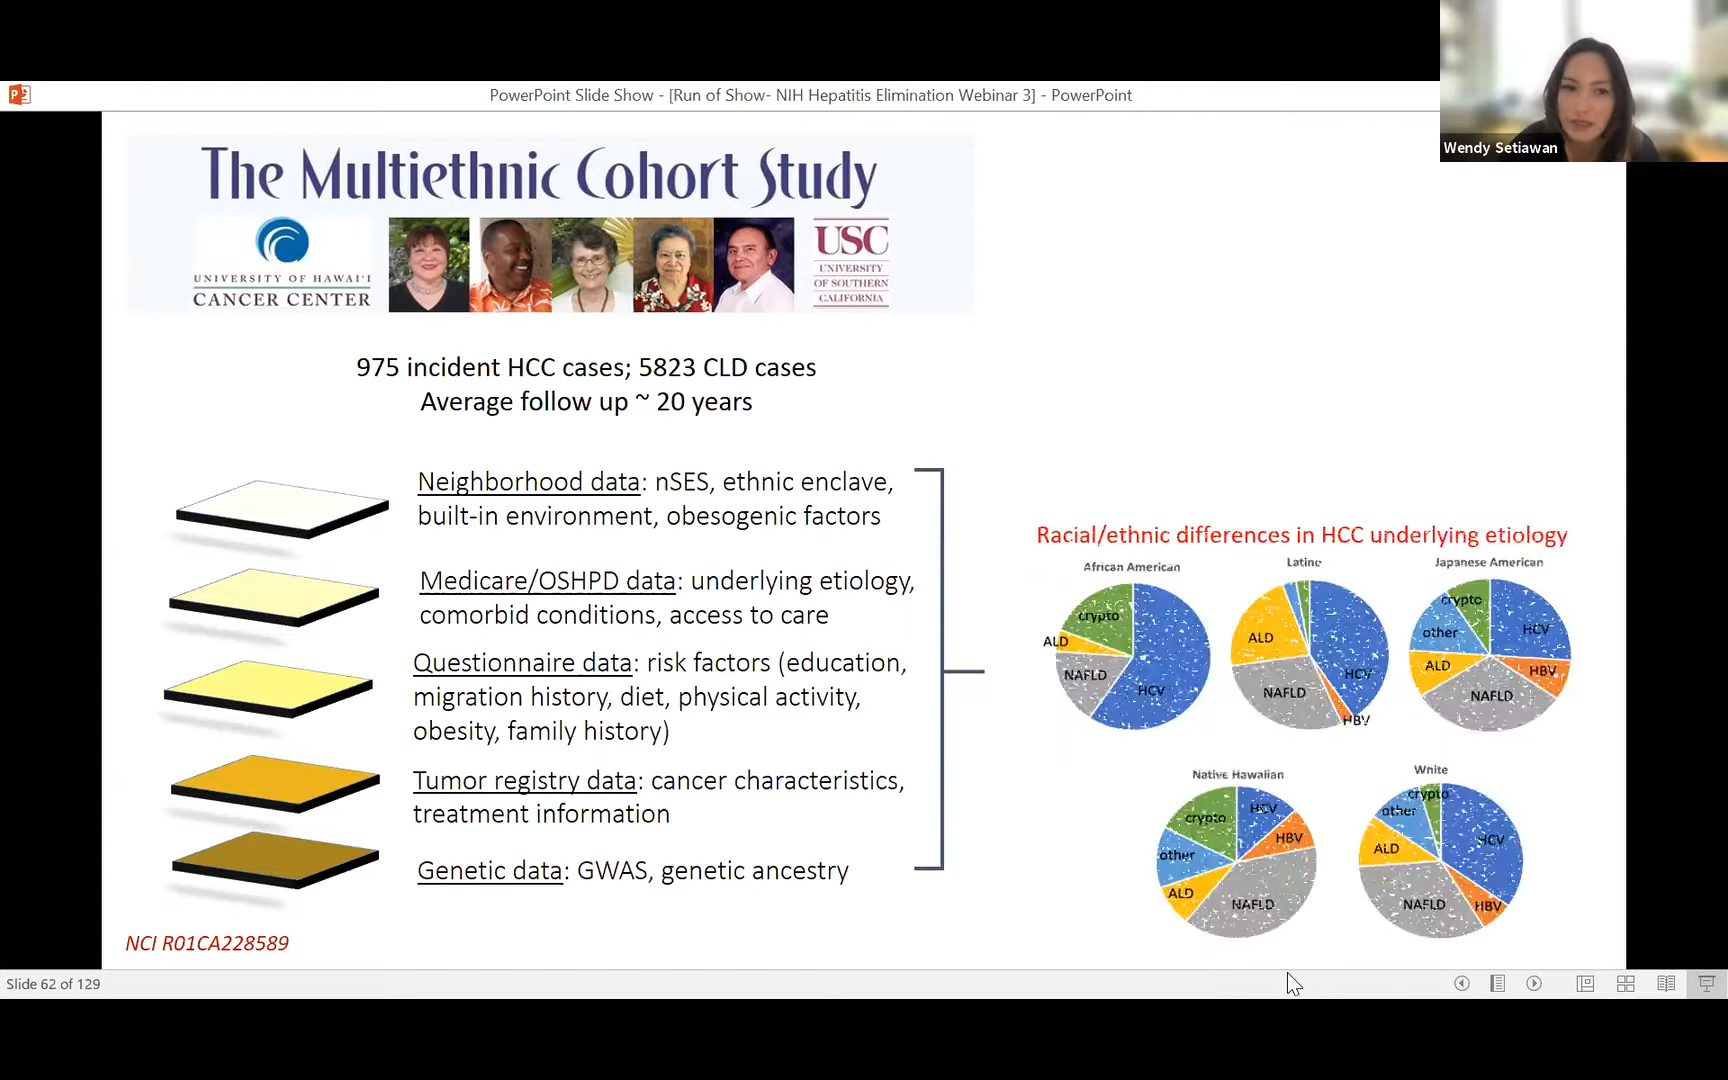 PowerPoint Slide Show - [Run of Show- NIH Hepatitis Elimination Webinar 3] - PowerPoint
Wendy Setiawan
The Multiethnic Cohort Study
UNIVERSITY OF HAWAI'I
CANCER CENTER
USC
UNIVERSITY
OF SOUTHERN
CALIFORNIA
975 incident HCC cases; 5823 CLD cases
Average follow up ~ 20 years
Neighborhood data: nSES, ethnic enclave,
built-in environment, obesogenic factors
Medicare/OSHPD data: underlying etiology,
comorbid conditions, access to care
Questionnaire data: risk factors (education,
migration history, diet, physical activity,
obesity, family history)
Tumor registry data: cancer characteristics,
treatment information
Genetic data: GWAS, genetic ancestry
NCI R01CA228589
Racial/ethnic differences in HCC underlying etiology
African American
crypto
ALD
NAFLD
HCV
Latine
ALD
NAFLD
HCV
HBV
Japanese American
crypto
other
HCV
ALD
HBV
NAFLD
Native Hawaiian
crypto
HCV
HBV
other
ALD
NAFLD
White
crypto
other
HCV
ALD
NAFLD
HBV
Slide 62 of 129